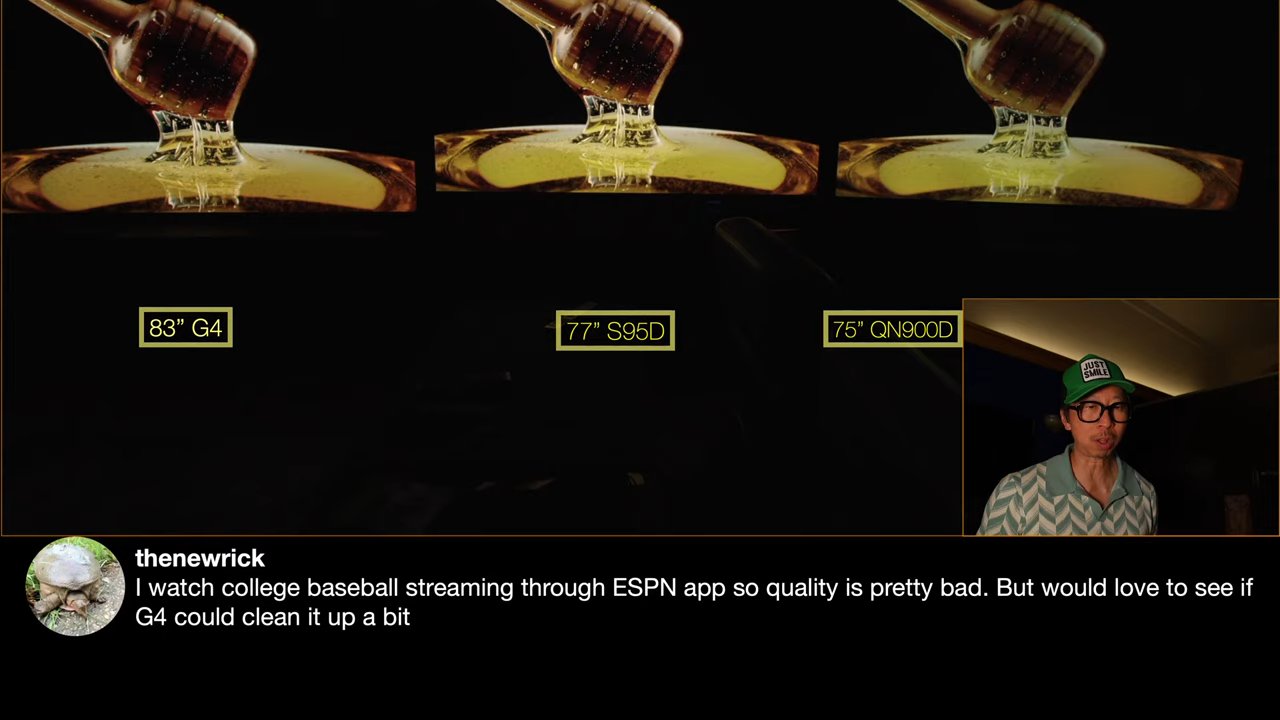 83” G4
77” S95D
75” QN900D
JUST
SMILE
thenewrick
I watch college baseball streaming through ESPN app so quality is pretty bad. But would love to see if
G4 could clean it up a bit